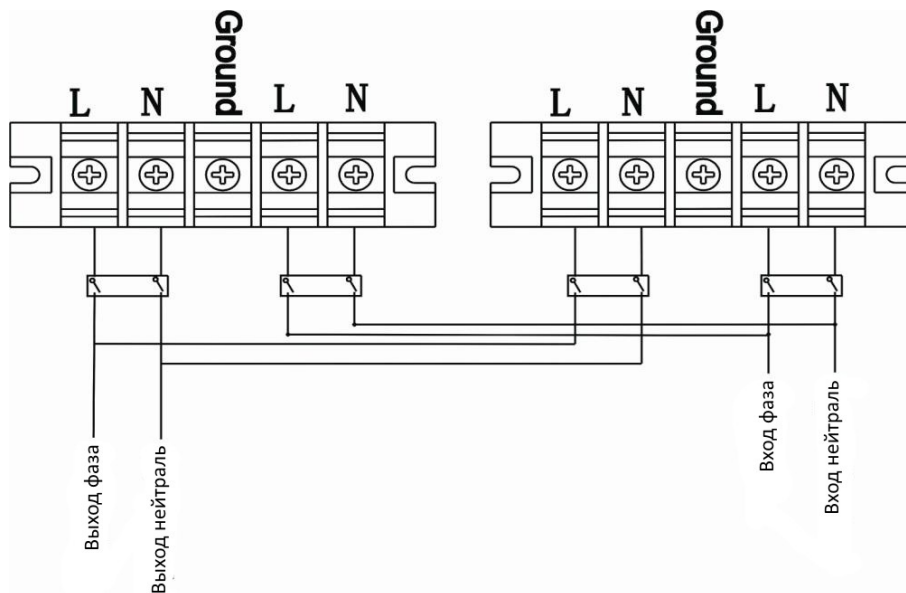 L N Ground L N
L N Ground L N
Выход фаза
Выход нейтраль
Вход фаза
Вход нейтраль